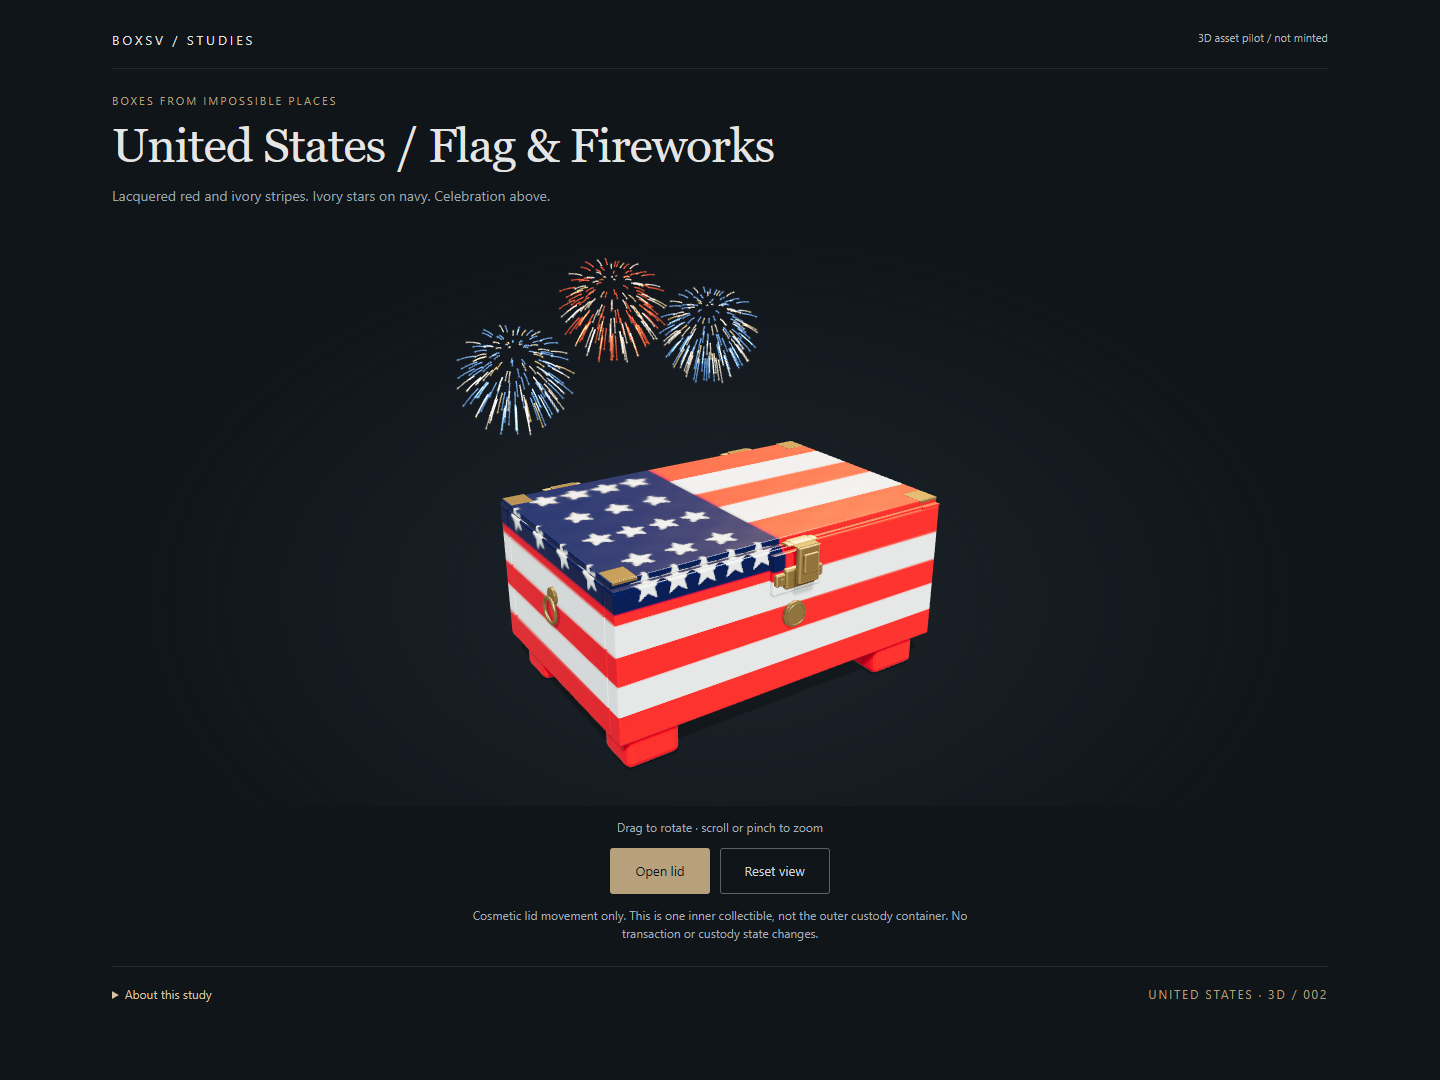 BOXSV / STUDIES
3D asset pilot / not minted
BOXES FROM IMPOSSIBLE PLACES
United States / Flag & Fireworks
Lacquered red and ivory stripes. Ivory stars on navy. Celebration above.
Drag to rotate · scroll or pinch to zoom
Open lid
Reset view
Cosmetic lid movement only. This is one inner collectible, not the outer custody container. No
transaction or custody state changes.
About this study
UNITED STATES · 3D / 002